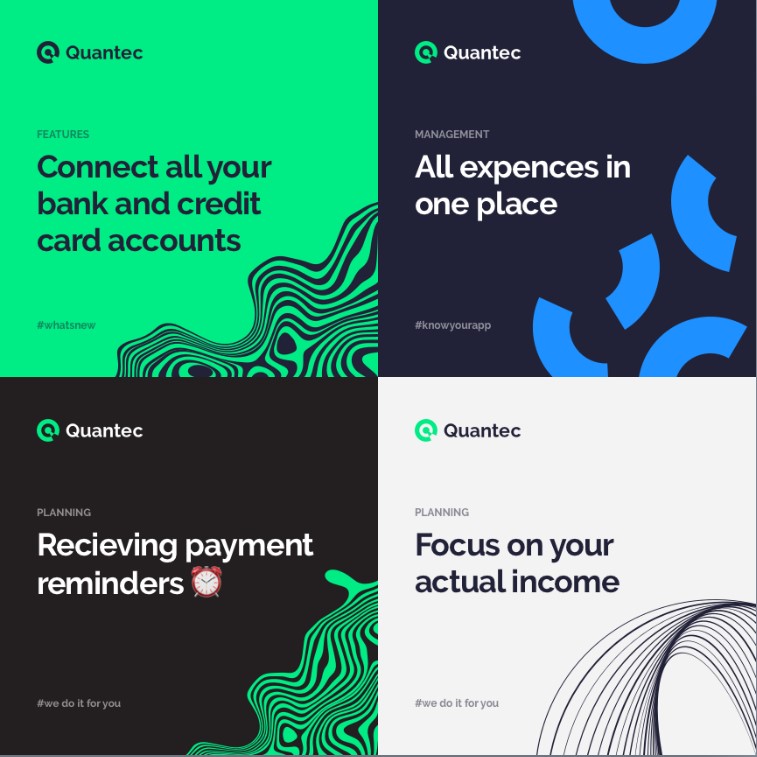 Quantec
FEATURES
Connect all your
bank and credit
card accounts
#whatsnew
Quantec
MANAGEMENT
All expences in
one place
#knowyourapp
Quantec
PLANNING
Recieving payment
reminders ⏰
#we do it for you
Quantec
PLANNING
Focus on your
actual income
#we do it for you